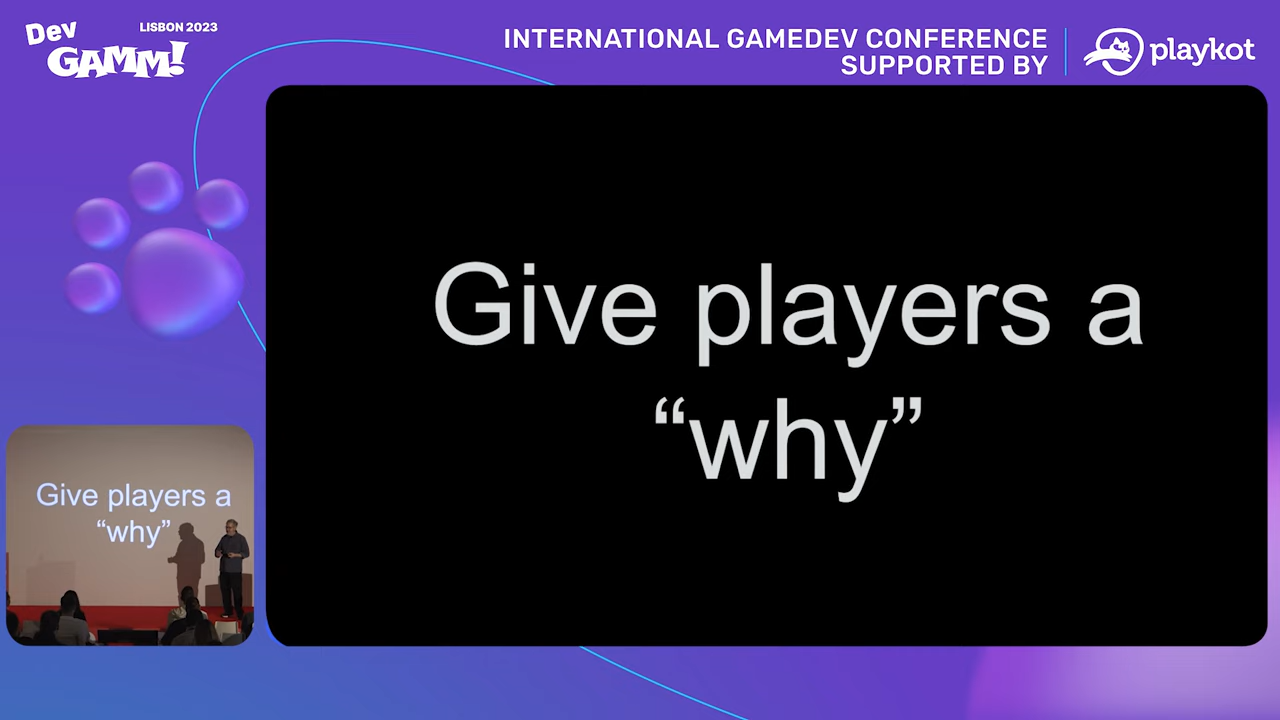 Dev
GAMM!
LISBON 2023
INTERNATIONAL GAMEDEV CONFERENCE
SUPPORTED BY
playkot
Give players a
“why”
Give players a
“why”